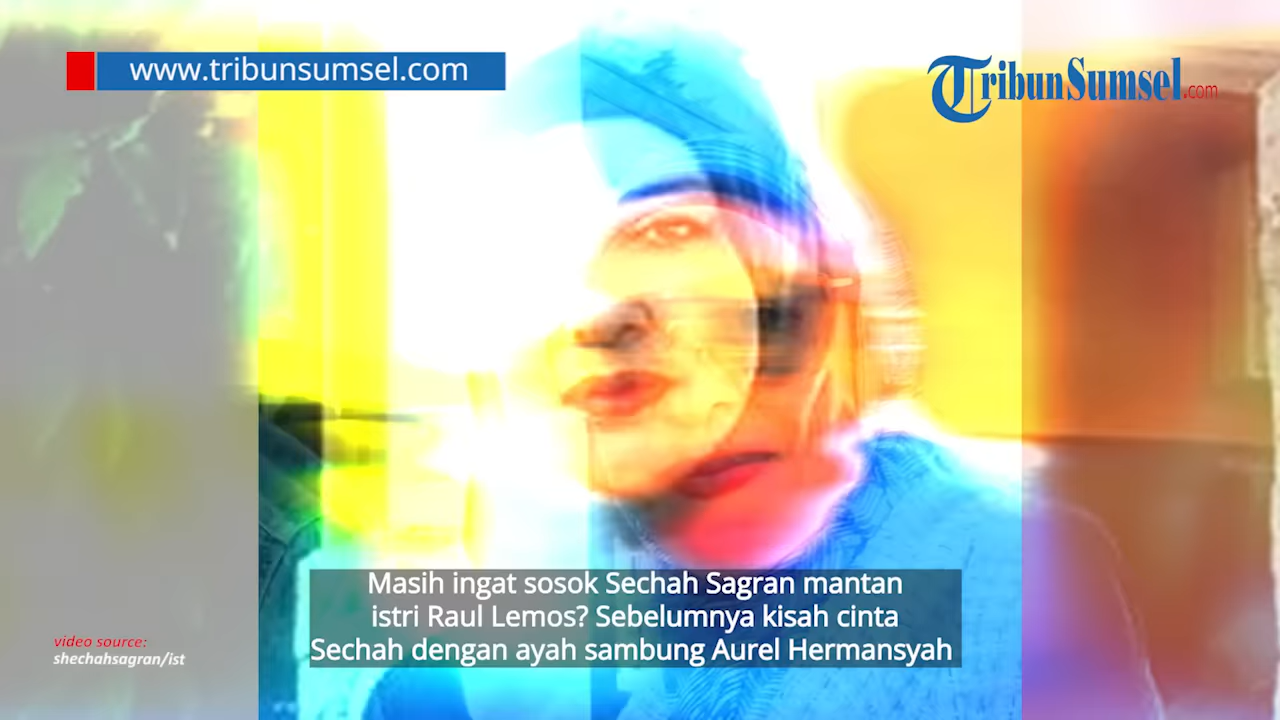 www.tribunsumsel.com
TribunSumsel.com
Masih ingat sosok Sechah Sagran mantan
istri Raul Lemos? Sebelumnya kisah cinta
Sechah dengan ayah sambung Aurel Hermansyah
video source:
shechahsagran/ist